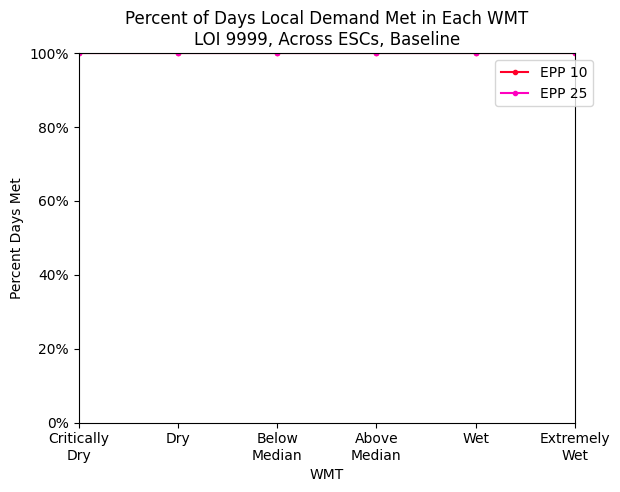 Percent of Days Local Demand Met in Each WMT
LOI 9999, Across ESCs, Baseline
100%
80%
60%
40%
20%
0%
Percent Days Met
EPP 10
EPP 25
Critically
Dry
Dry
Below
Median
Above
Median
Wet
Extremely
Wet
WMT